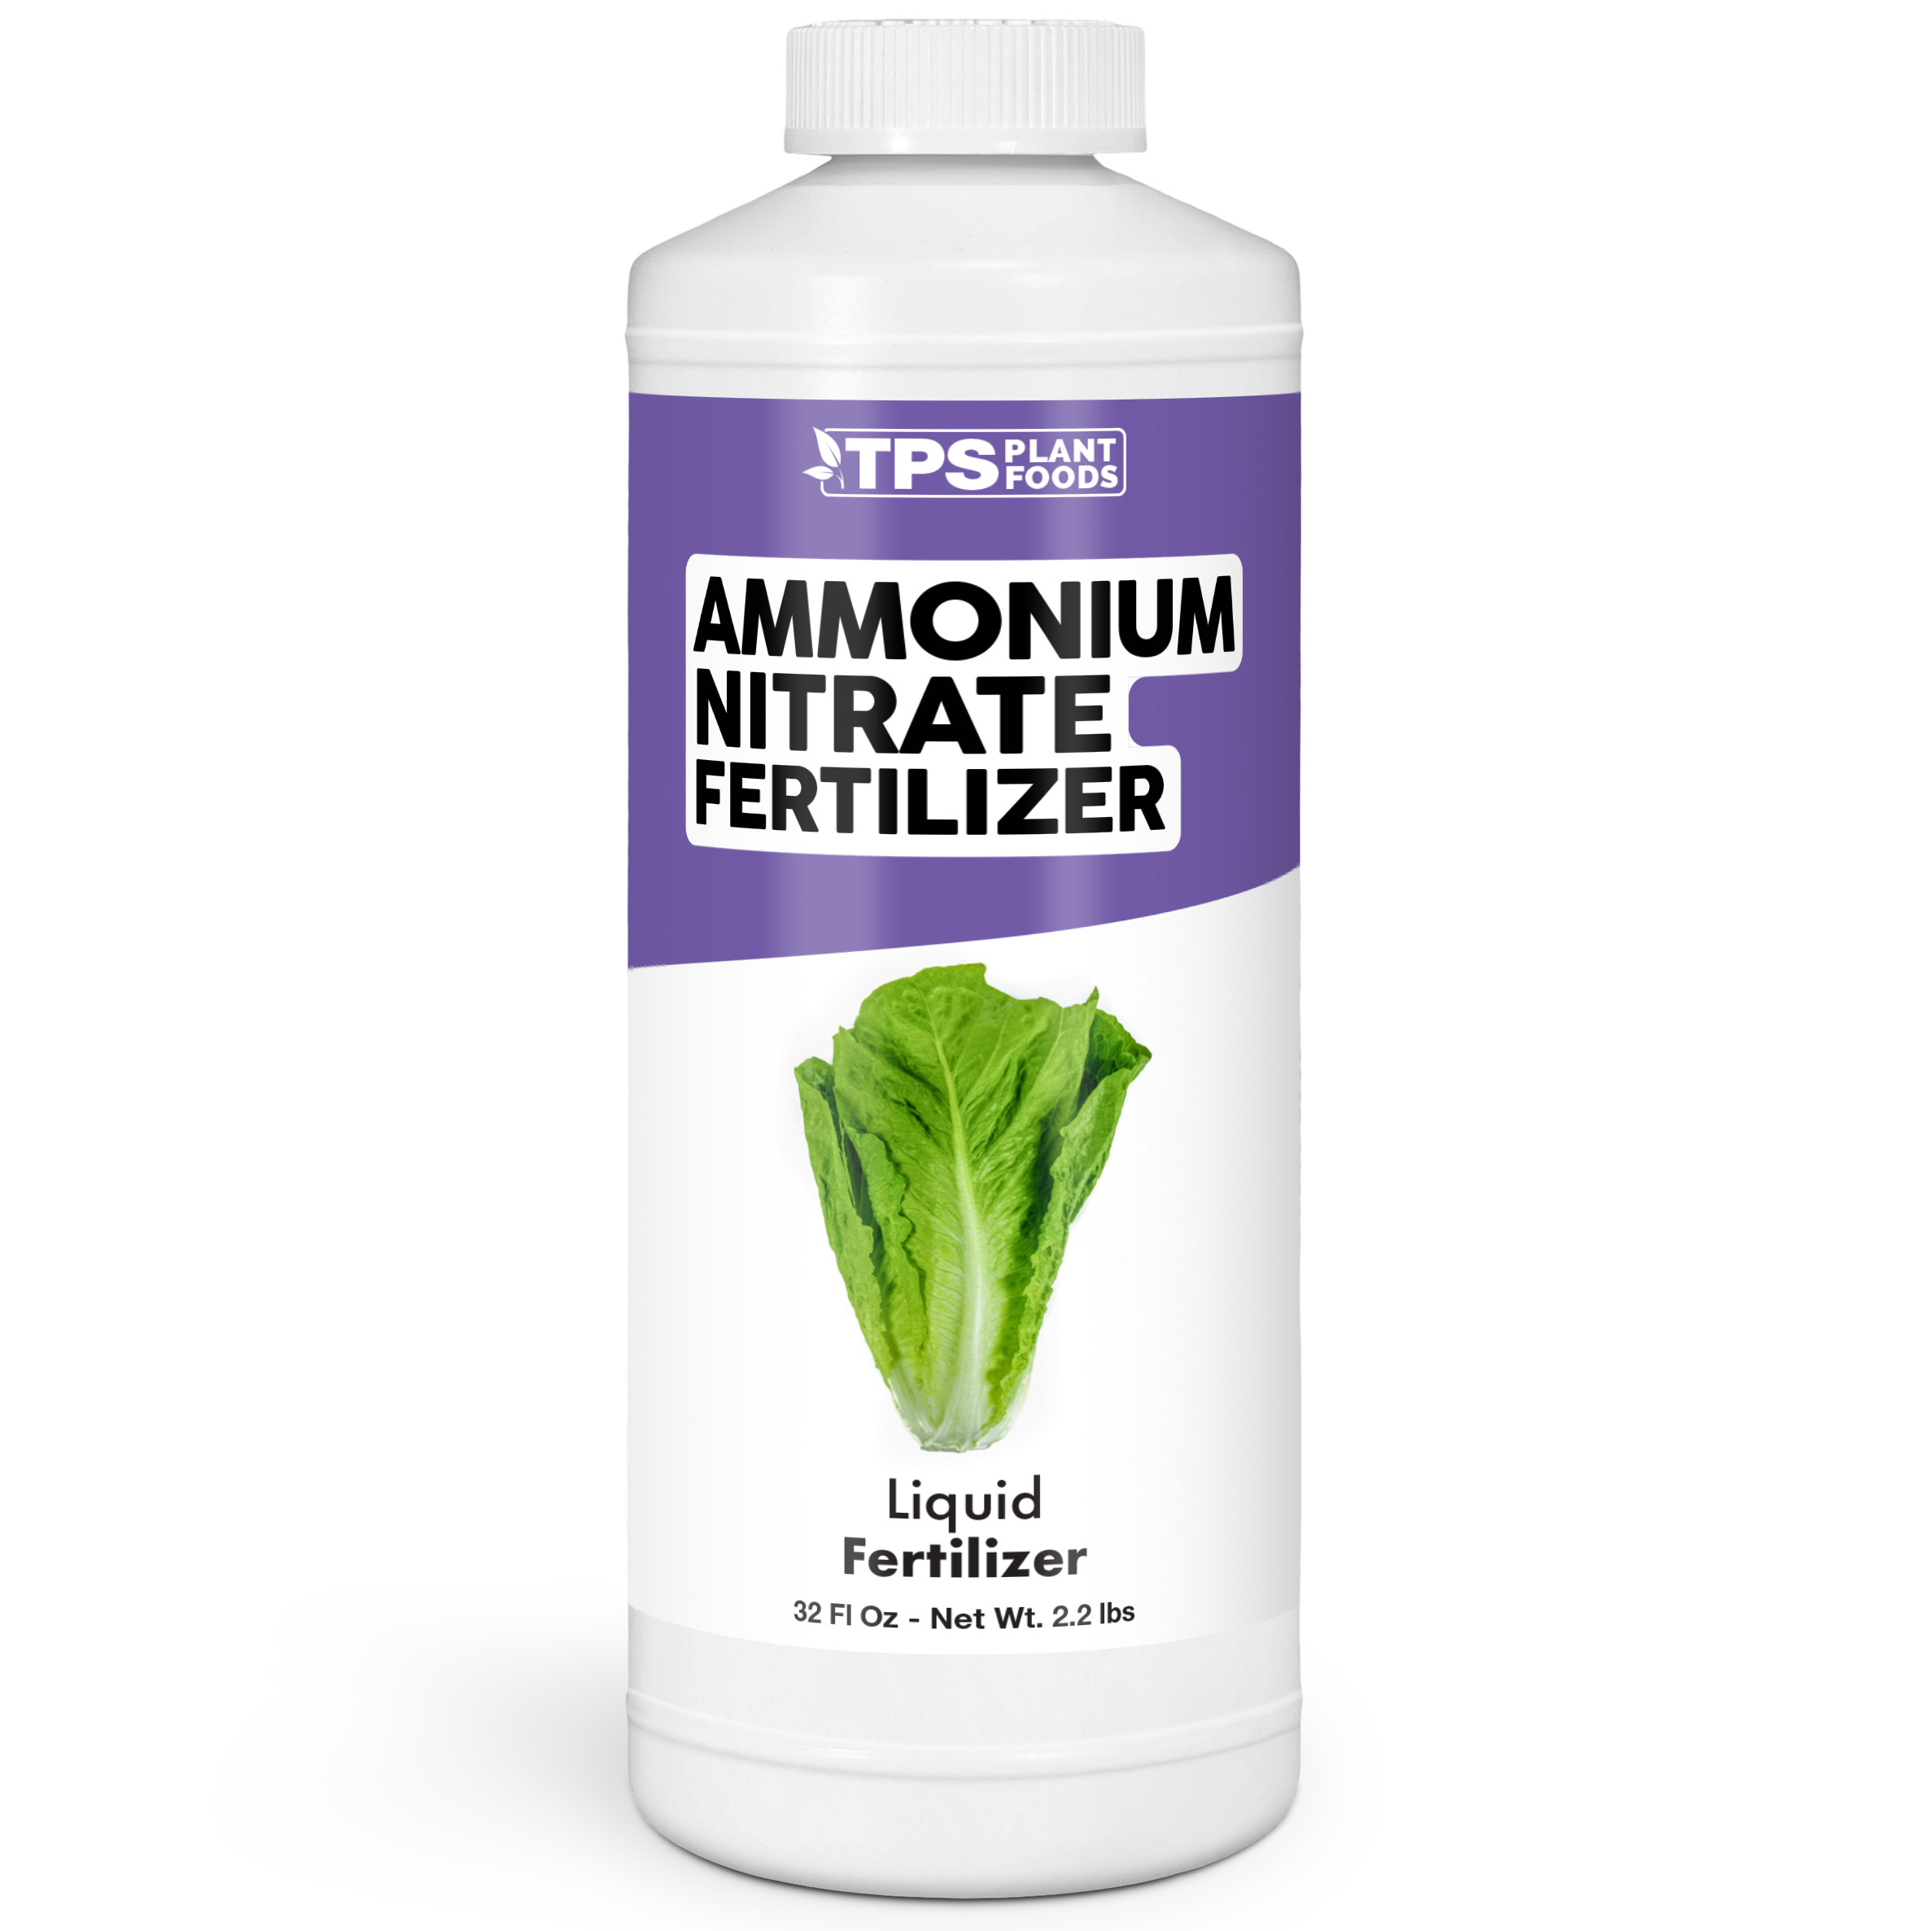 TPS PLANT FOODS
AMMONIUM
NITRATE
FERTILIZER
Liquid
Fertilizer
32 Fl Oz - Net Wt. 2.2 lbs